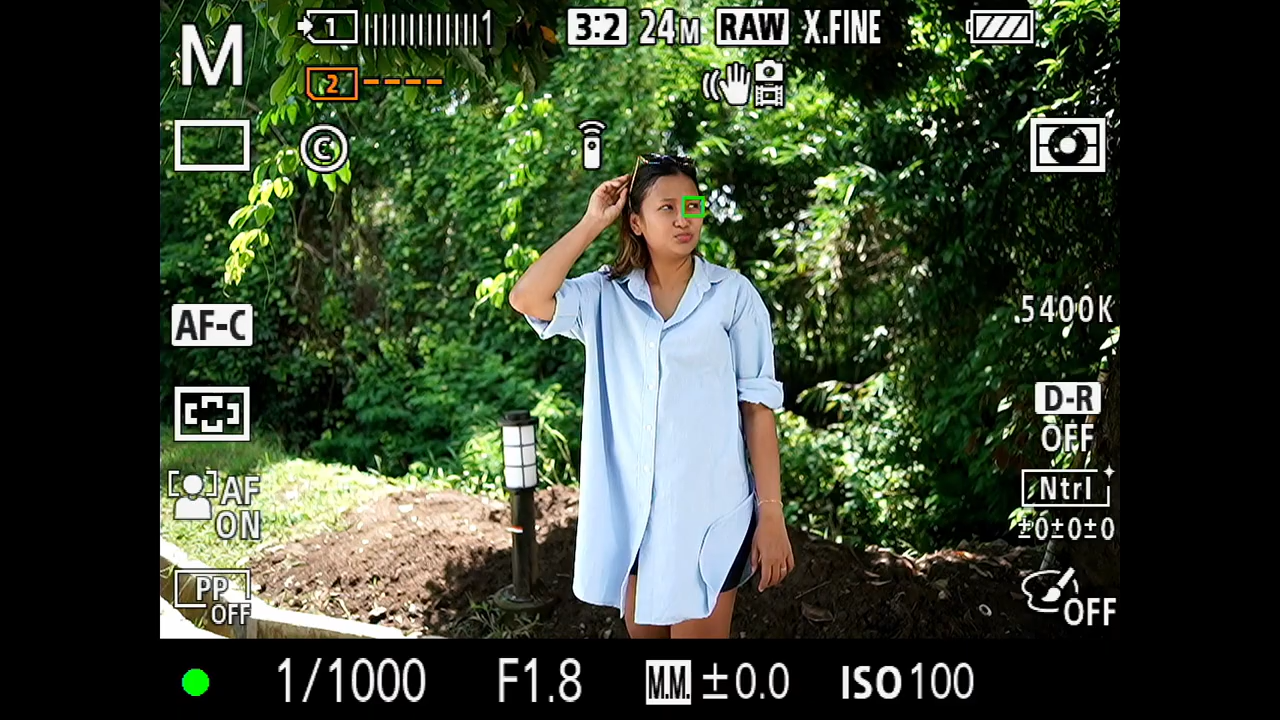 M 1 1 3:2 24M RAW X.FINE
2 ----
C
5400K
AF-C
D-R
OFF
AF
ON
Ntrl
±0±0±0
PP
OFF
OFF
1/1000 F1.8 M.M. ±0.0 ISO 100